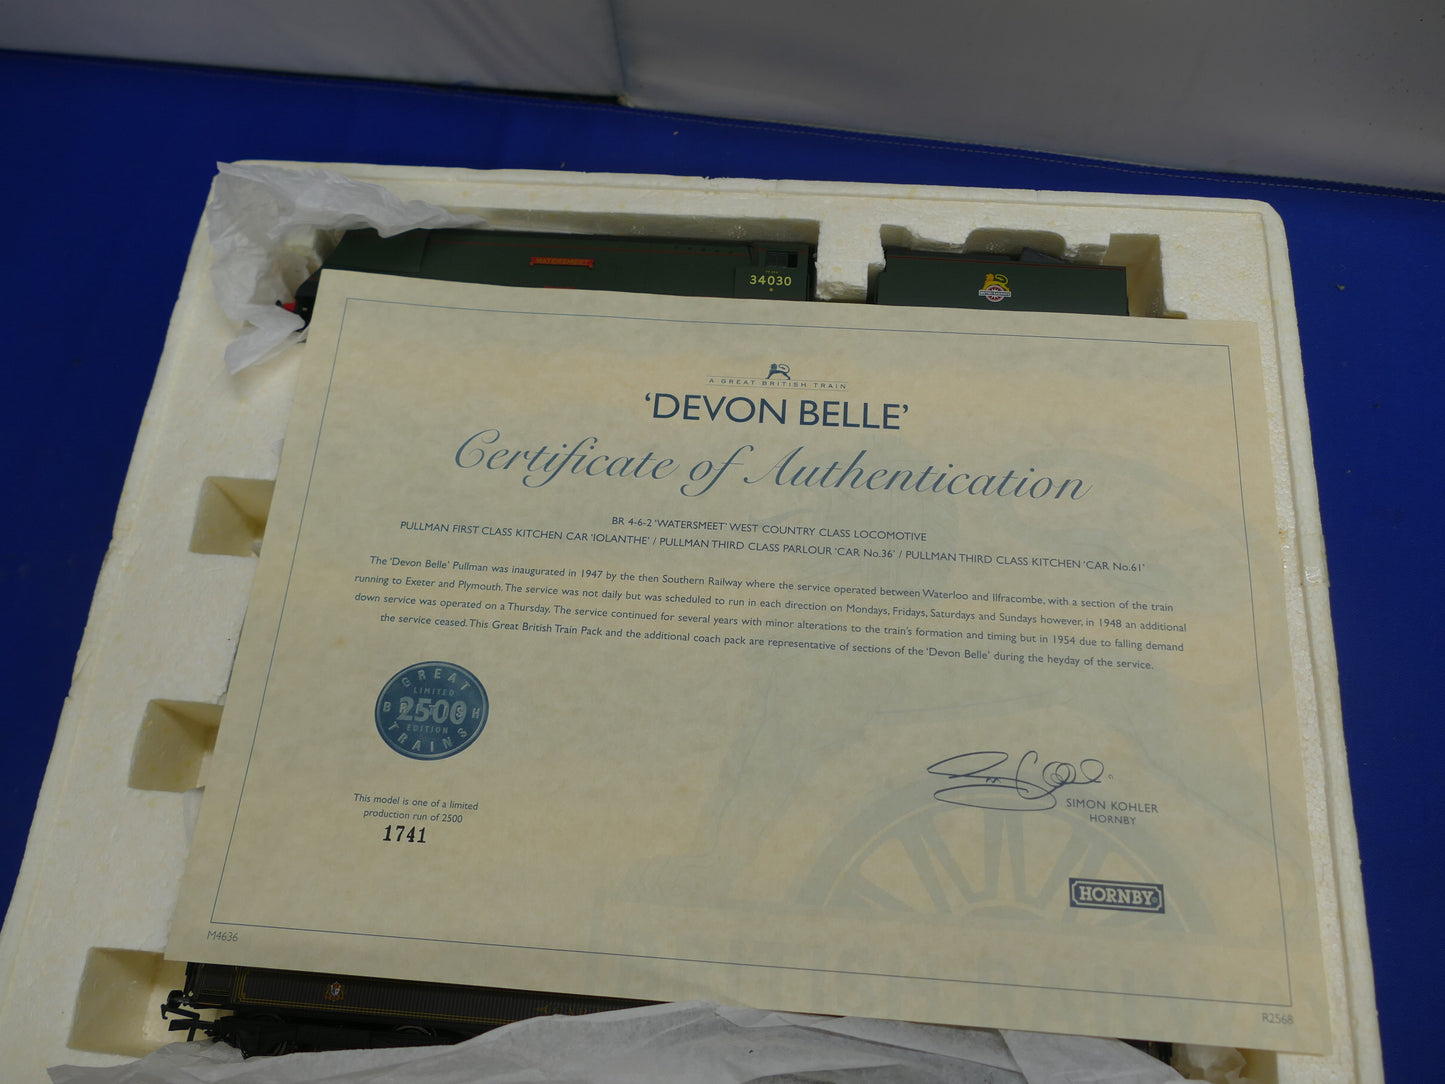 WATERSMEET
34030
A GREAT BRITISH TRAIN
'DEVON BELLE'
Certificate of Authentication
BR 4-6-2 'WATERSMEET' WEST COUNTRY CLASS LOCOMOTIVE
PULLMAN FIRST CLASS KITCHEN CAR 'IOLANTHE' / PULLMAN THIRD CLASS PARLOUR 'CAR No.36' / PULLMAN THIRD CLASS KITCHEN 'CAR No.61'
The 'Devon Belle' Pullman was inaugurated in 1947 by the then Southern Railway where the service operated between Waterloo and Ilfracombe, with a section of the train
running to Exeter and Plymouth. The service was not daily but was scheduled to run in each direction on Mondays, Fridays, Saturdays and Sundays however, in 1948 an additional
down service was operated on a Thursday. The service continued for several years with minor alterations to the train's formation and timing but in 1954 due to falling demand
the service ceased. This Great British Train Pack and the additional coach pack are representative of sections of the 'Devon Belle' during the heyday of the service.
GREAT
LIMITED
BRITISH
2500
EDITION
TRAINS
This model is one of a limited
production run of 2500
1741
SIMON KOHLER
HORNBY
HORNBY
M4636
R2568